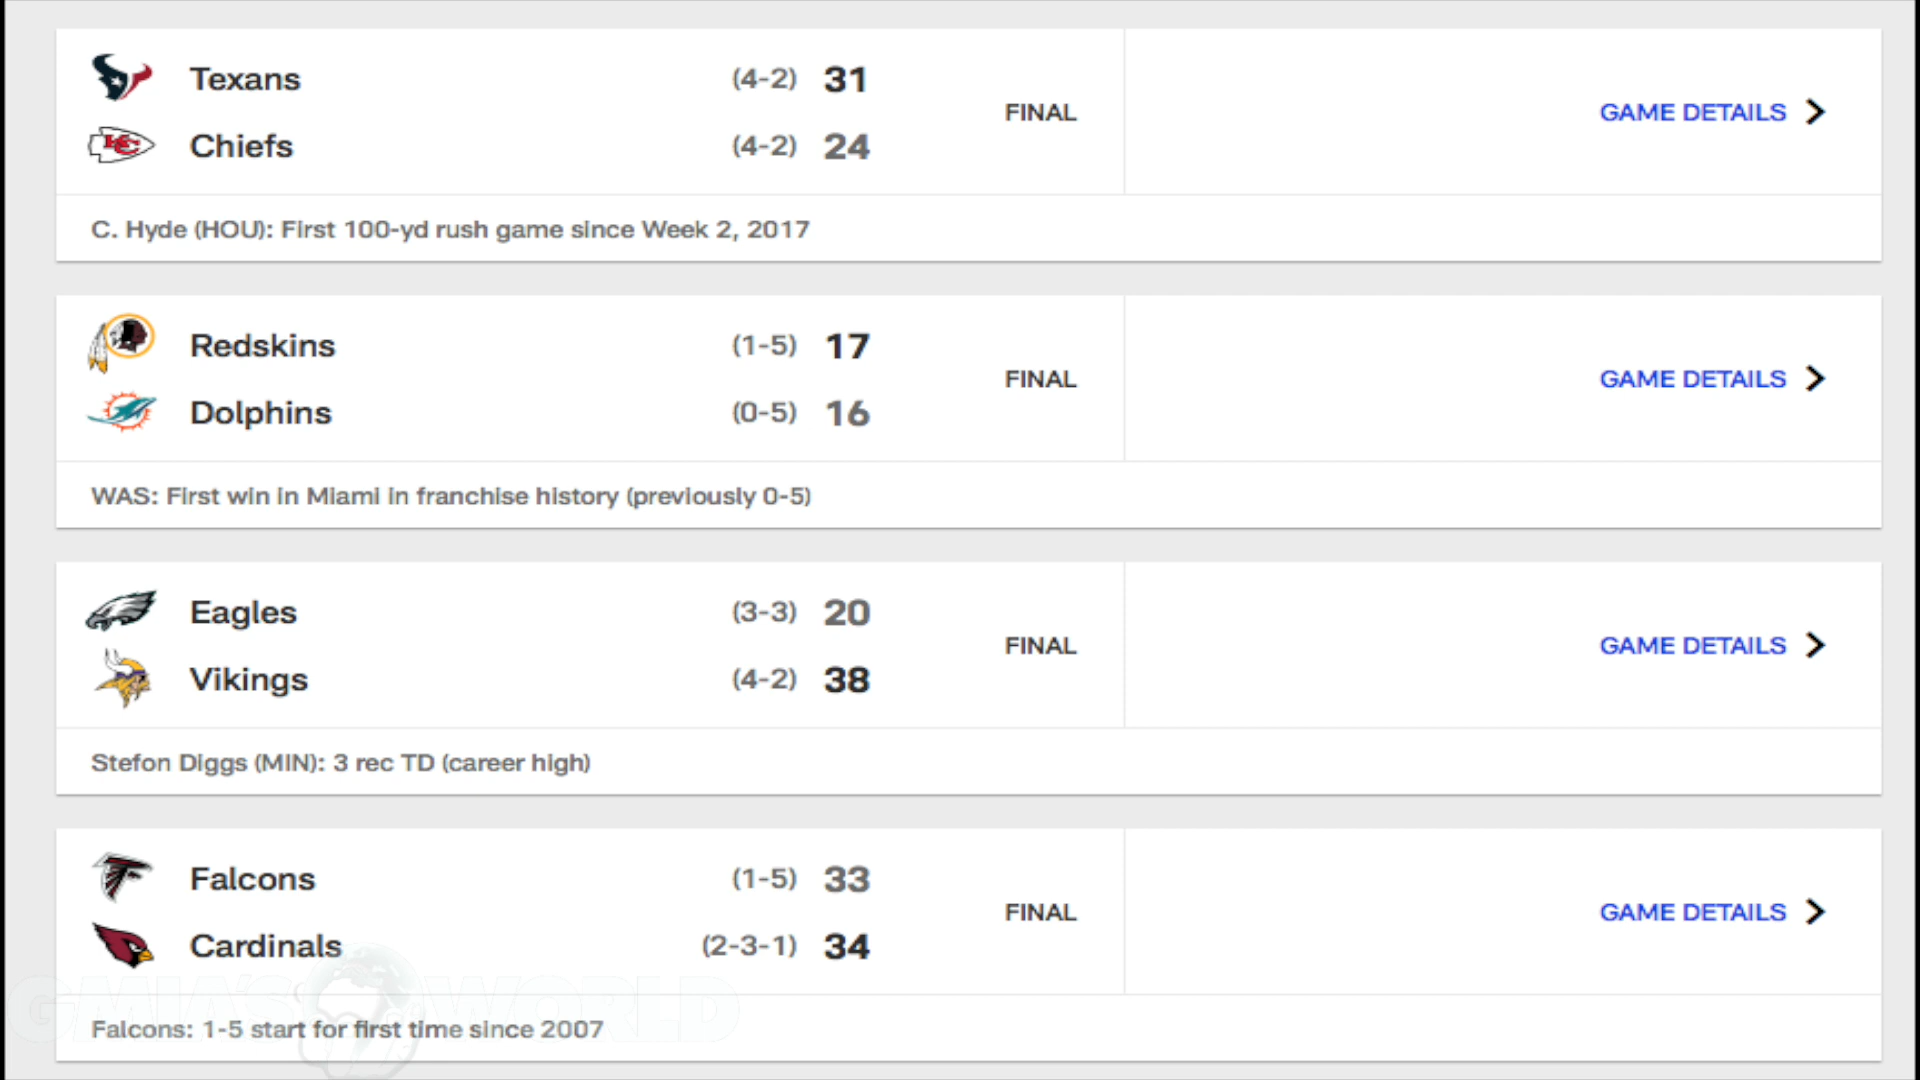 Texans (4-2) 31
FINAL
GAME DETAILS
Chiefs (4-2) 24
C. Hyde (HOU): First 100-yd rush game since Week 2, 2017
Redskins (1-5) 17
FINAL
GAME DETAILS
Dolphins (0-5) 16
WAS: First win in Miami in franchise history (previously 0-5)
Eagles (3-3) 20
FINAL
GAME DETAILS
Vikings (4-2) 38
Stefon Diggs (MIN): 3 rec TD (career high)
Falcons (1-5) 33
FINAL
GAME DETAILS
Cardinals (2-3-1) 34
GMIA'S WORLD
Falcons: 1-5 start for first time since 2007